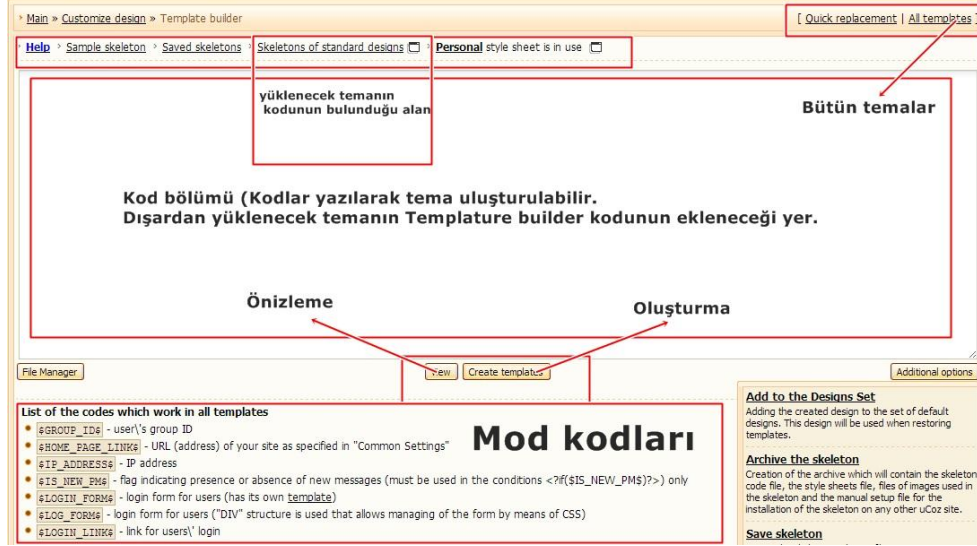 Main » Customize design » Template builder
[ Quick replacement | All templates ]
Help › Sample skeleton › Saved skeletons › Skeletons of standard designs › Personal style sheet is in use
yüklenecek temanın
kodunun bulunduğu alan
Bütün temalar
Kod bölümü (Kodlar yazılarak tema uluşturulabilir.
Dışardan yüklenecek temanın Templature builder kodunun ekleneceği yer.
Önizleme
Oluşturma
File Manager
Create templates
Additional options
List of the codes which work in all templates
Mod kodları
$GROUP_ID$ - user\'s group ID
$HOME_PAGE_LINK$ - URL (address) of your site as specified in "Common Settings"
$IP_ADDRESS$ - IP address
$IS_NEW_PM$ - flag indicating presence or absence of new messages (must be used in the conditions <?if($IS_NEW_PM$)?>) only
$LOGIN_FORM$ - login form for users (has its own template)
$LOG_FORM$ - login form for users ("DIV" structure is used that allows managing of the form by means of CSS)
$LOGIN_LINK$ - link for users\' login
Add to the Designs Set
Adding the created design to the set of default
designs. This design will be used when restoring
templates.
Archive the skeleton
Creation of the archive which will contain the skeleton
code file, the style sheets file, files of images used in
the skeleton and the manual setup file for the
installation of the skeleton on any other uCoz site.
Save skeleton